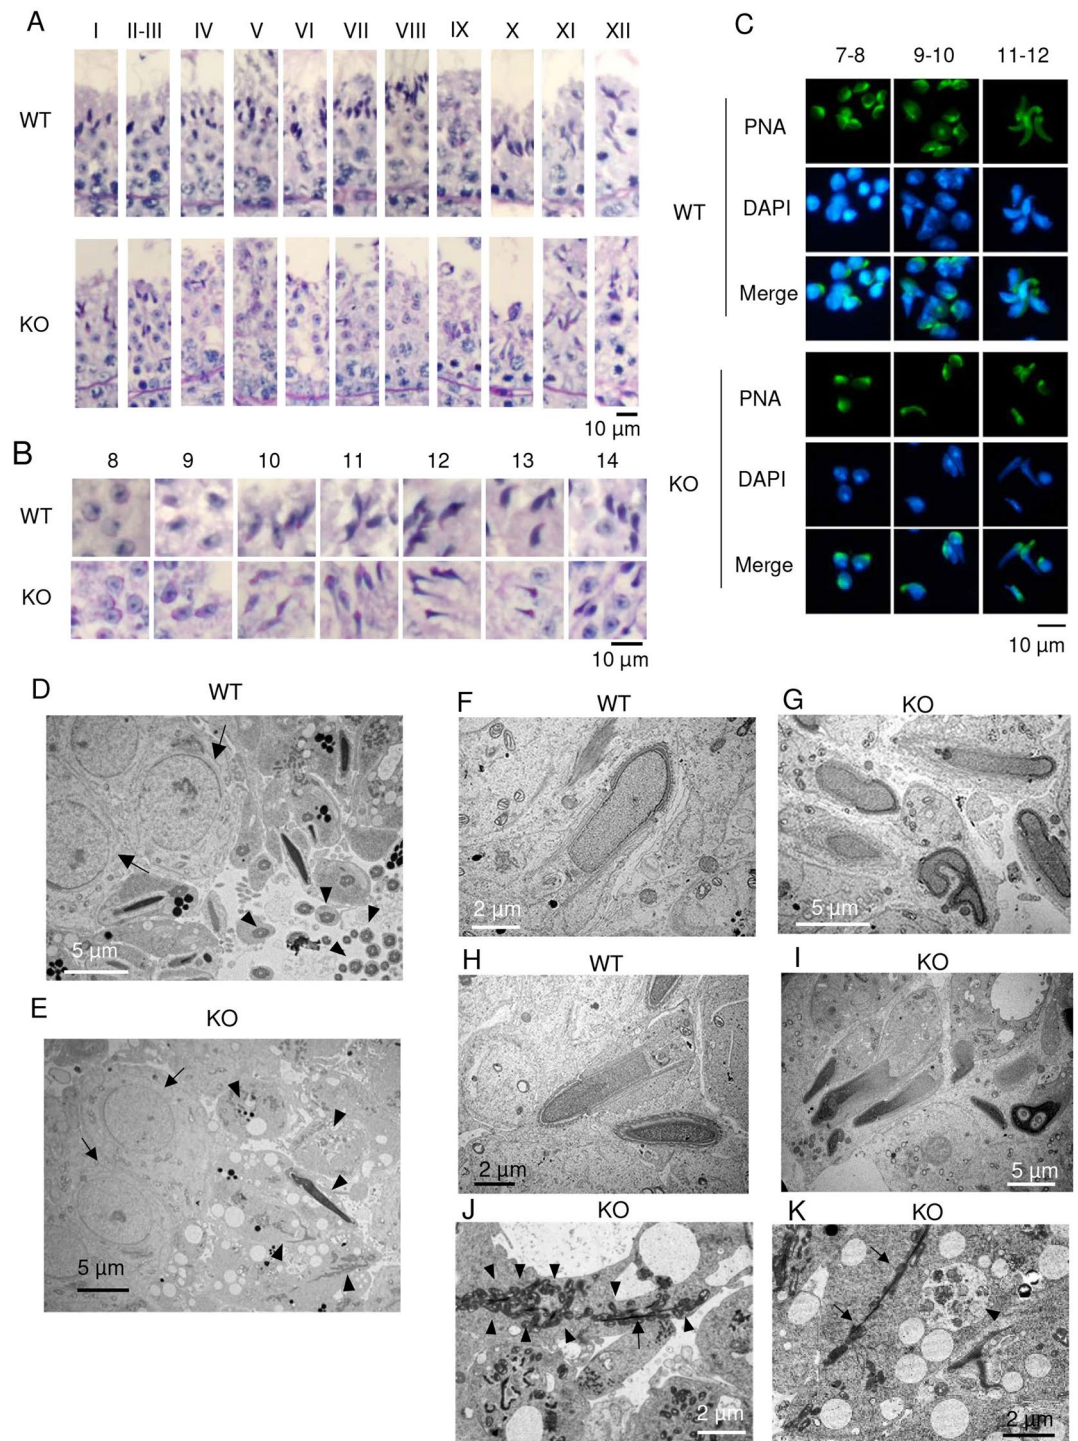 A
I II-III IV V VI VII VIII IX X XI XII
WT
KO
10 µm
B
8 9 10 11 12 13 14
WT
KO
10 µm
C
7-8 9-10 11-12
PNA
WT
DAPI
Merge
PNA
KO
DAPI
Merge
10 µm
D
WT
5 µm
E
KO
5 µm
F
WT
2 µm
G
KO
5 µm
H
WT
2 µm
I
KO
5 µm
J
KO
2 µm
K
KO
2 µm